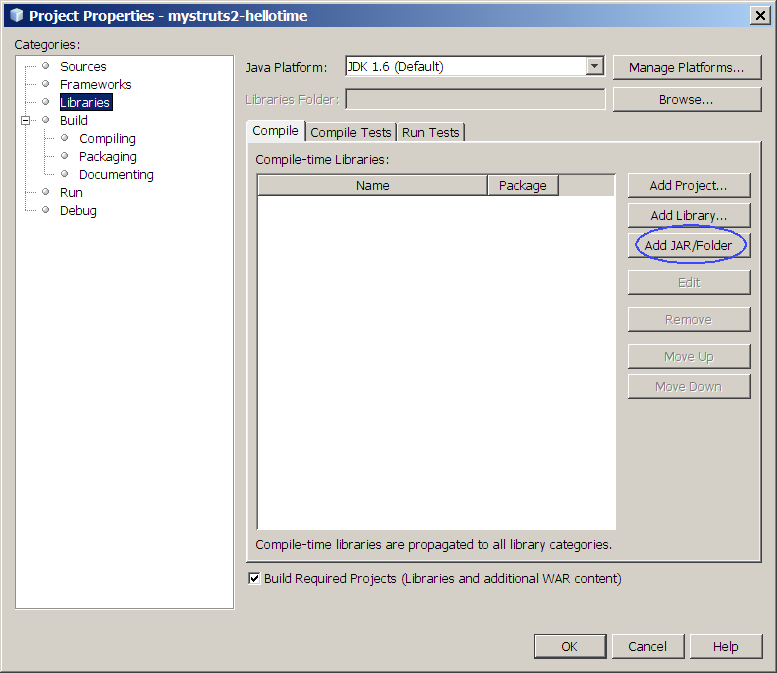 Project Properties - mystruts2-hellotime
Categories:
Sources
Frameworks
Libraries
Build
Compiling
Packaging
Documenting
Run
Debug
Java Platform: JDK 1.6 (Default) Manage Platforms...
Libraries Folder: Browse...
Compile Compile Tests Run Tests
Compile-time Libraries:
Name Package
Add Project...
Add Library...
Add JAR/Folder
Edit
Remove
Move Up
Move Down
Compile-time libraries are propagated to all library categories.
Build Required Projects (Libraries and additional WAR content)
OK Cancel Help